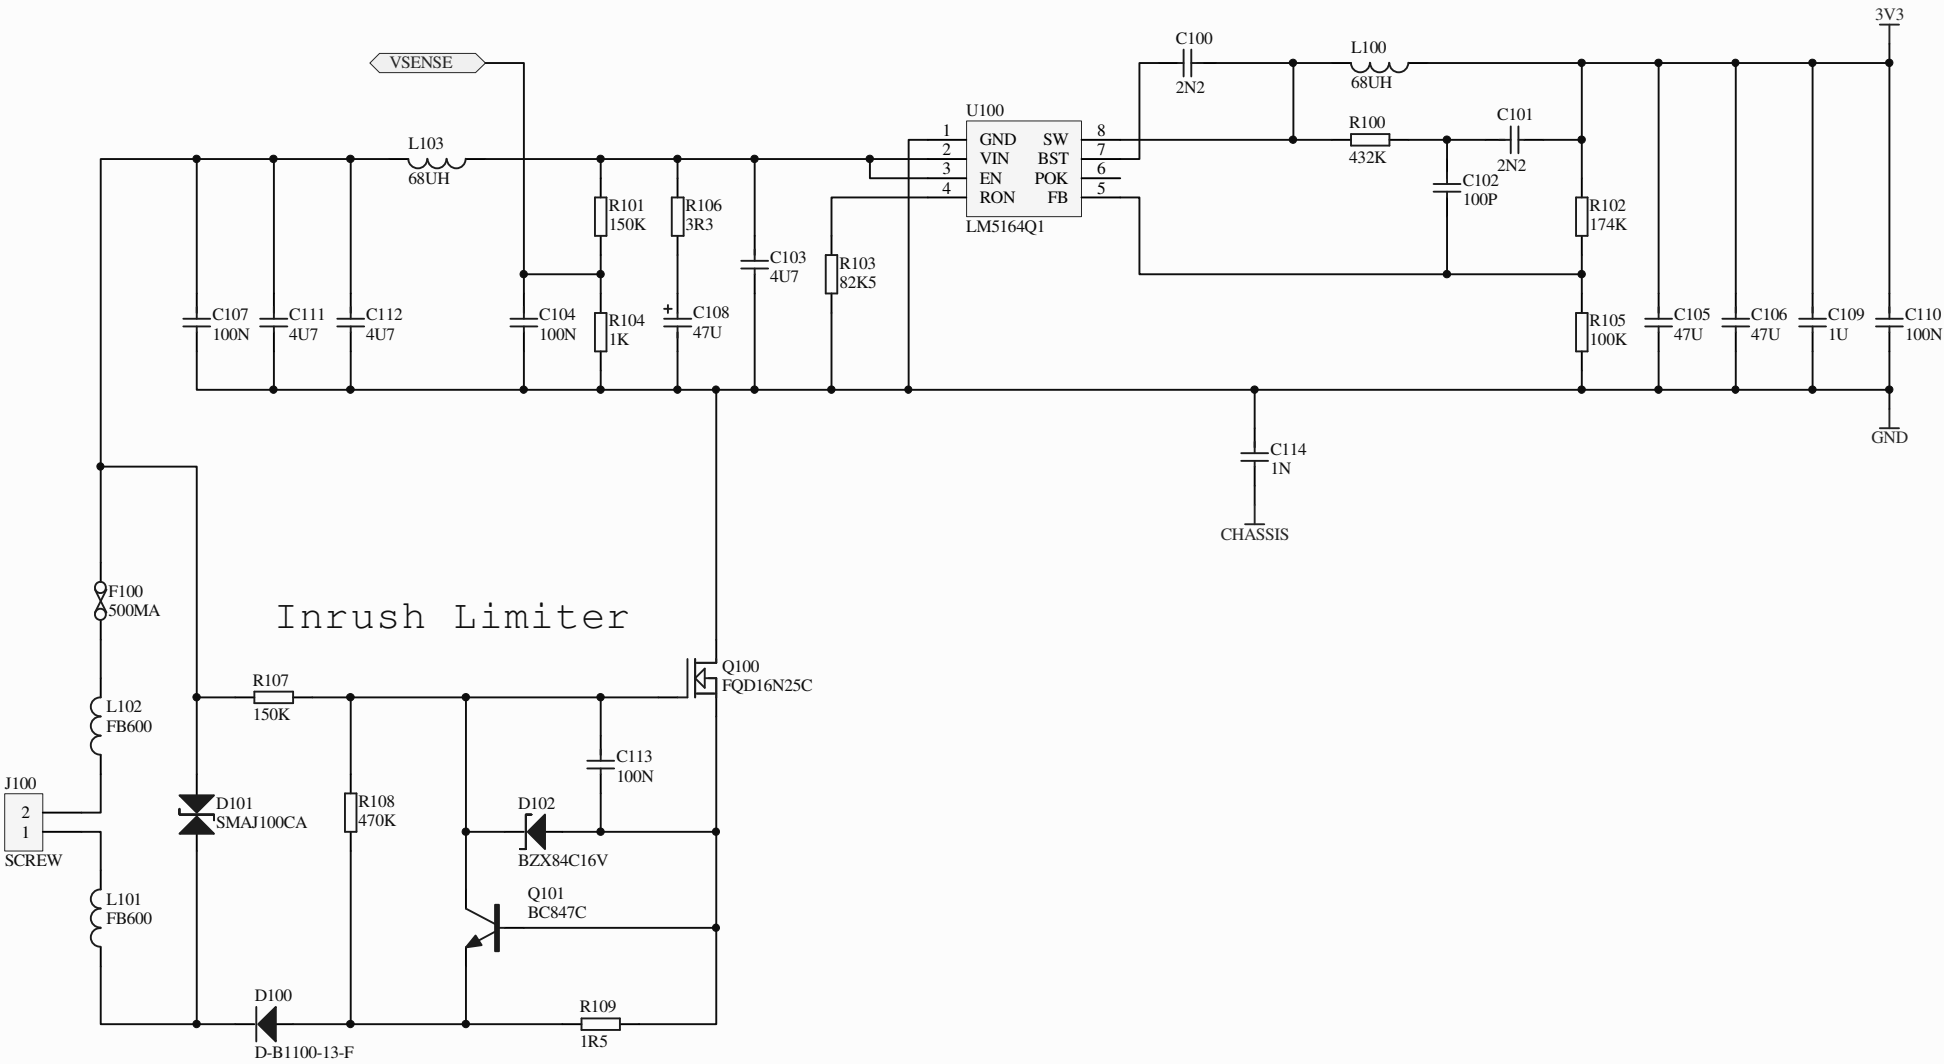 3V3
C100
2N2
L100
68UH
VSENSE
U100
1
2
3
4
GND
VIN
EN
RON
SW
BST
POK
FB
8
7
6
5
LM5164Q1
R100
432K
C101
2N2
C102
100P
L103
68UH
R101
150K
R106
3R3
C103
4U7
R103
82K5
R102
174K
C107
100N
C111
4U7
C112
4U7
C104
100N
R104
1K
+
C108
47U
R105
100K
C105
47U
C106
47U
C109
1U
C110
100N
GND
C114
1N
CHASSIS
F100
500MA
Inrush Limiter
Q100
FQD16N25C
R107
150K
L102
FB600
C113
100N
J100
2
1
SCREW
D101
SMAJ100CA
R108
470K
D102
BZX84C16V
Q101
BC847C
L101
FB600
D100
D-B1100-13-F
R109
1R5